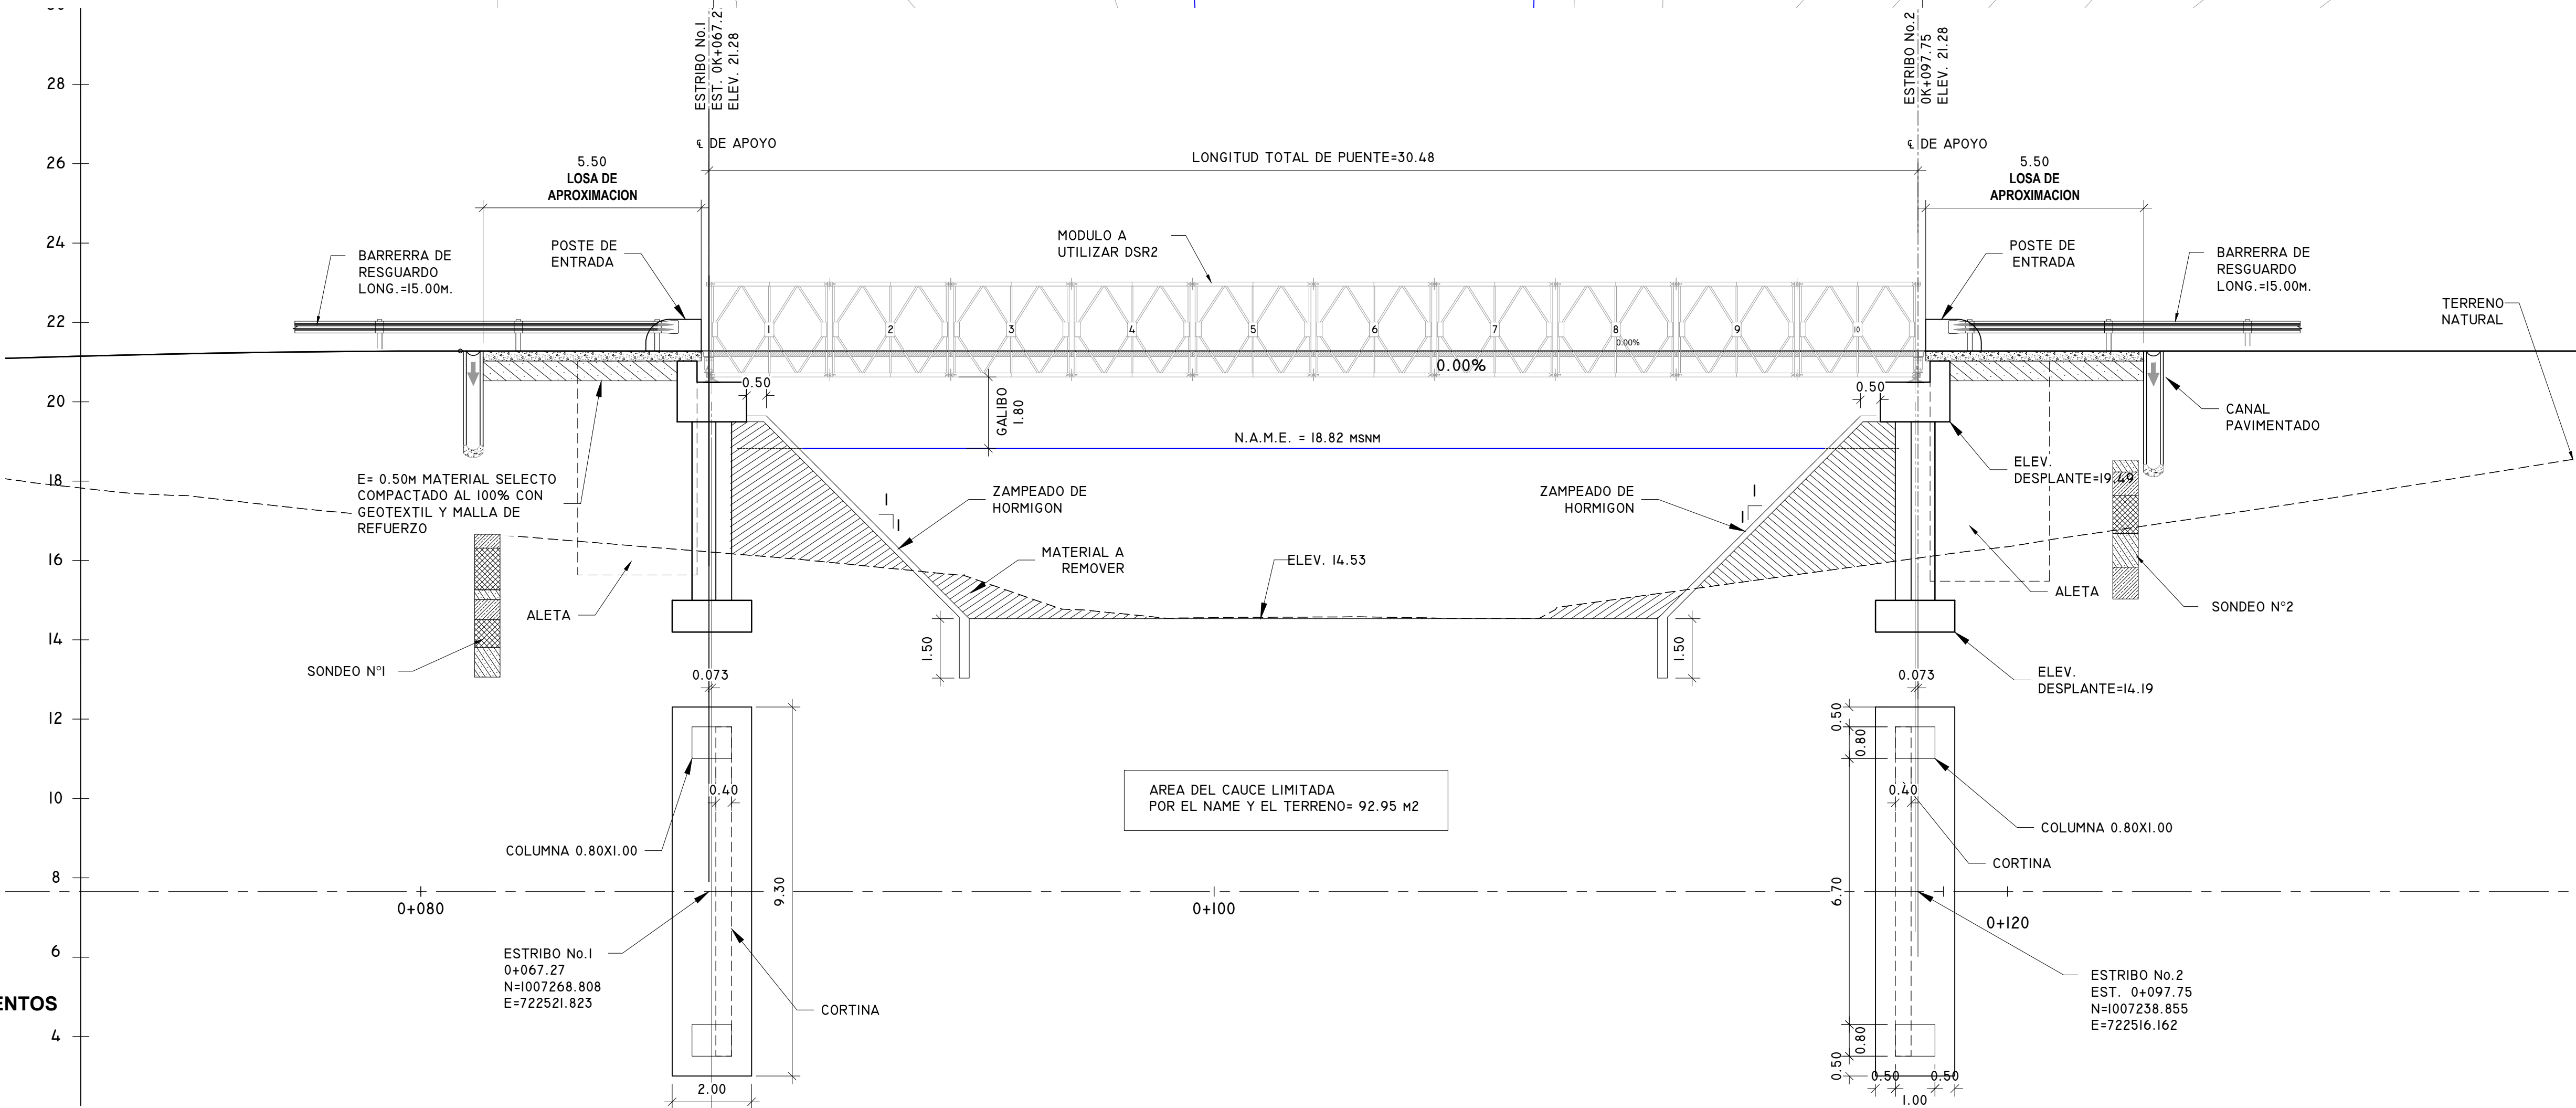 ESTRIBO No.1
EST. 0K+067.2
ELEV. 21.28
ESTRIBO No.2
0K+097.75
ELEV. 21.28
28
26
24
22
20
18
16
14
12
10
8
6
4
℄ DE APOYO
℄ DE APOYO
LONGITUD TOTAL DE PUENTE=30.48
5.50
LOSA DE
APROXIMACION
5.50
LOSA DE
APROXIMACION
BARRERRA DE
RESGUARDO
LONG.=15.00M.
POSTE DE
ENTRADA
MODULO A
UTILIZAR DSR2
POSTE DE
ENTRADA
BARRERRA DE
RESGUARDO
LONG.=15.00M.
TERRENO
NATURAL
1 2 3 4 5 6 7 8 9 10
0.00%
0.00%
0.50
GALIBO
1.80
0.50
CANAL
PAVIMENTADO
N.A.M.E. = 18.82 MSNM
ELEV.
DESPLANTE=19.49
E= 0.50M MATERIAL SELECTO
COMPACTADO AL 100% CON
GEOTEXTIL Y MALLA DE
REFUERZO
1
1
ZAMPEADO DE
HORMIGON
ZAMPEADO DE
HORMIGON
1
1
MATERIAL A
REMOVER
ELEV. 14.53
ALETA
ALETA
SONDEO N°2
SONDEO N°1
1.50
1.50
0.073
0.073
ELEV.
DESPLANTE=14.19
0.50
0.80
0.40
0.40
AREA DEL CAUCE LIMITADA
POR EL NAME Y EL TERRENO= 92.95 M2
COLUMNA 0.80X1.00
COLUMNA 0.80X1.00
CORTINA
9.30
6.70
0+080
0+100
0+120
ESTRIBO No.1
0+067.27
N=1007268.808
E=722521.823
CORTINA
ESTRIBO No.2
EST. 0+097.75
N=1007238.855
E=722516.162
ENTOS
0.80
0.50
2.00
0.50
0.50
1.00